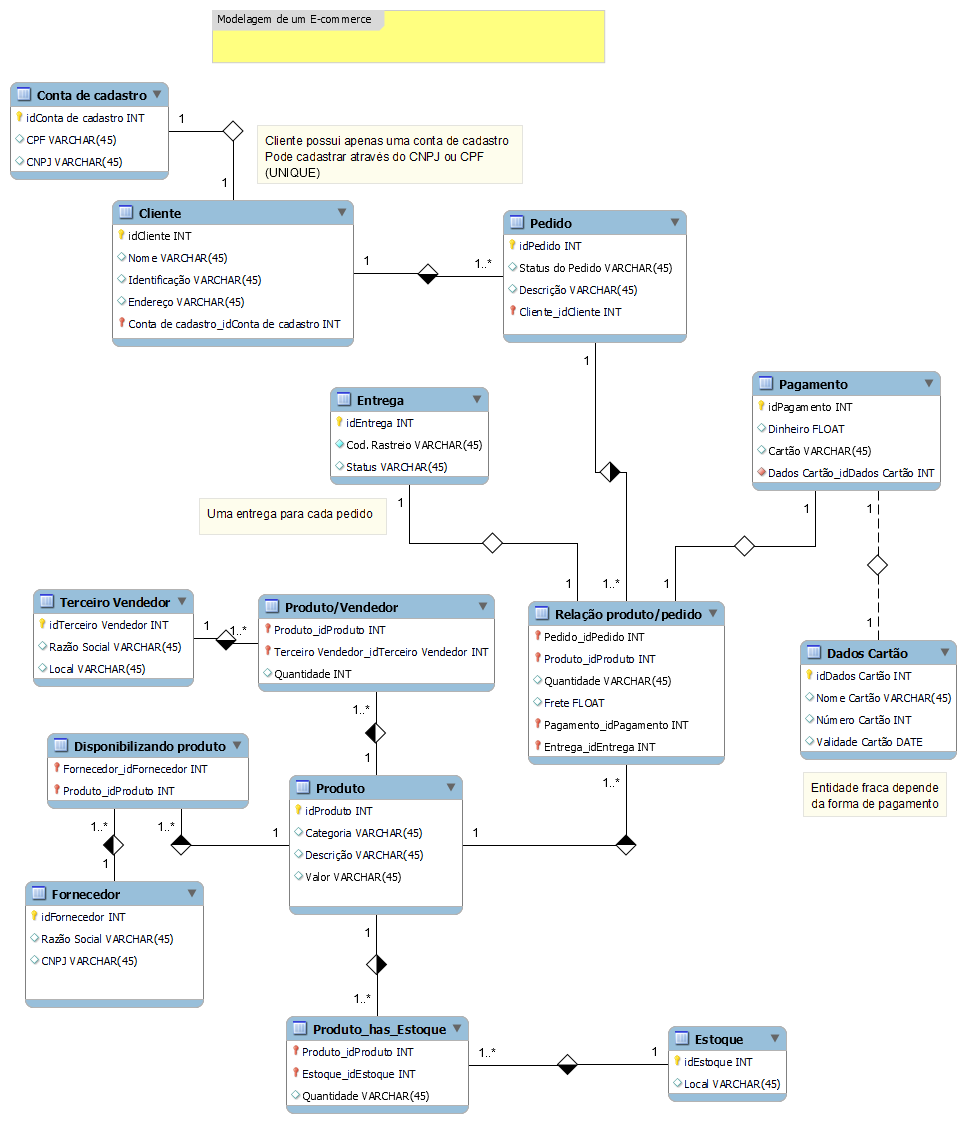 Modelagem de um E-commerce
Conta de cadastro
idConta de cadastro INT
CPF VARCHAR(45)
CNPJ VARCHAR(45)
1
1
Cliente possui apenas uma conta de cadastro
Pode cadastrar através do CNPJ ou CPF
(UNIQUE)
Cliente
idCliente INT
Nome VARCHAR(45)
Identificação VARCHAR(45)
Endereço VARCHAR(45)
Conta de cadastro_idConta de cadastro INT
1
1..*
Pedido
idPedido INT
Status do Pedido VARCHAR(45)
Descrição VARCHAR(45)
Cliente_idCliente INT
1
1..*
Entrega
idEntrega INT
Cod. Rastreio VARCHAR(45)
Status VARCHAR(45)
1
1
Uma entrega para cada pedido
Pagamento
idPagamento INT
Dinheiro FLOAT
Cartão VARCHAR(45)
Dados Cartão_idDados Cartão INT
1
1
1
1
Terceiro Vendedor
idTerceiro Vendedor INT
Razão Social VARCHAR(45)
Local VARCHAR(45)
1
1..*
Produto/Vendedor
Produto_idProduto INT
Terceiro Vendedor_idTerceiro Vendedor INT
Quantidade INT
1..*
1
Relação produto/pedido
Pedido_idPedido INT
Produto_idProduto INT
Quantidade VARCHAR(45)
Frete FLOAT
Pagamento_idPagamento INT
Entrega_idEntrega INT
1..*
1
Dados Cartão
idDados Cartão INT
Nome Cartão VARCHAR(45)
Número Cartão INT
Validade Cartão DATE
Entidade fraca depende
da forma de pagamento
Disponibilizando produto
Fornecedor_idFornecedor INT
Produto_idProduto INT
1..*
1
1..*
1
Produto
idProduto INT
Categoria VARCHAR(45)
Descrição VARCHAR(45)
Valor VARCHAR(45)
1
1..*
Fornecedor
idFornecedor INT
Razão Social VARCHAR(45)
CNPJ VARCHAR(45)
Produto_has_Estoque
Produto_idProduto INT
Estoque_idEstoque INT
Quantidade VARCHAR(45)
1..*
1
Estoque
idEstoque INT
Local VARCHAR(45)